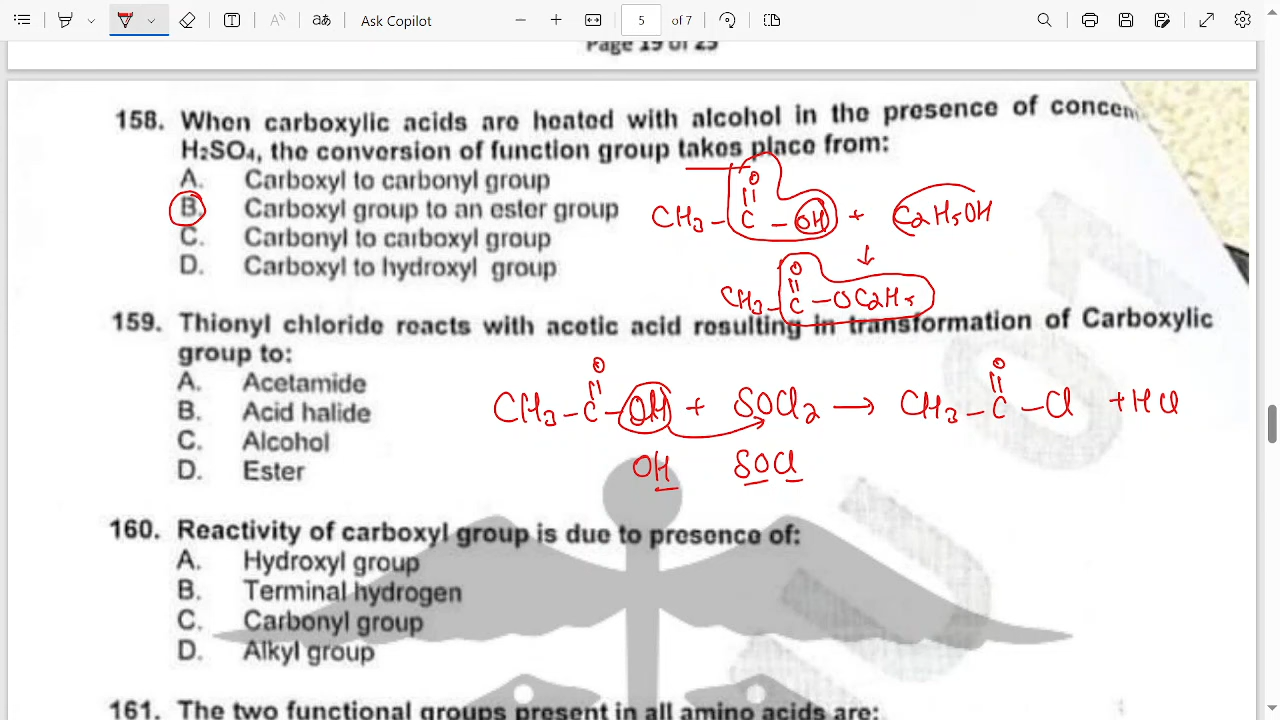 Ask Copilot
5 of 7
Page 19 of 25
158. When carboxylic acids are heated with alcohol in the presence of concen
H₂SO₄, the conversion of function group takes place from:
A. Carboxyl to carbonyl group
B. Carboxyl group to an ester group
C. Carbonyl to carboxyl group
D. Carboxyl to hydroxyl group
O
CH₃ – C – OH + C₂H₅OH
O
CH₃ – C – OC₂H₅
159. Thionyl chloride reacts with acetic acid resulting in transformation of Carboxylic
group to:
A. Acetamide
B. Acid halide
C. Alcohol
D. Ester
O O
CH₃ – C – OH + SOCl₂ → CH₃ – C – Cl + HCl
OH SOCl
160. Reactivity of carboxyl group is due to presence of:
A. Hydroxyl group
B. Terminal hydrogen
C. Carbonyl group
D. Alkyl group
161. The two functional groups present in all amino acids are: